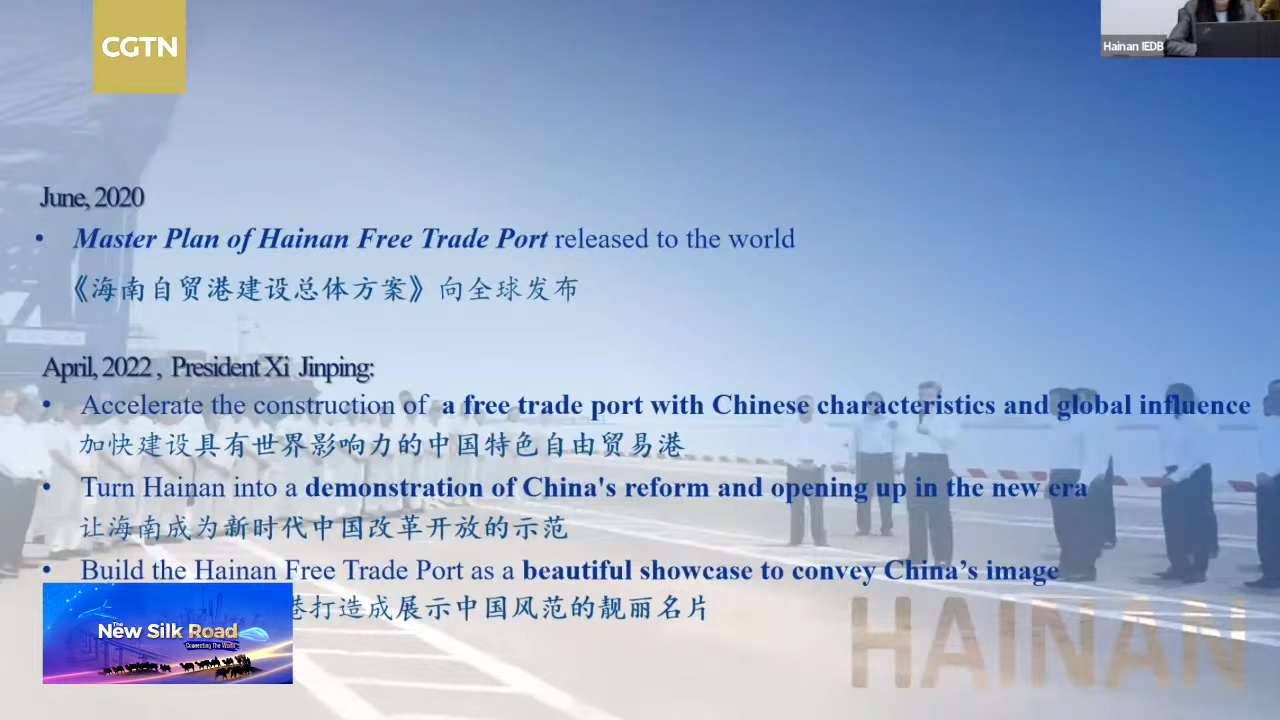 CGTN
Hainan IEDB
June, 2020
• Master Plan of Hainan Free Trade Port released to the world
《海南自贸港建设总体方案》向全球发布
April, 2022 , President Xi Jinping:
• Accelerate the construction of a free trade port with Chinese characteristics and global influence
加快建设具有世界影响力的中国特色自由贸易港
• Turn Hainan into a demonstration of China's reform and opening up in the new era
让海南成为新时代中国改革开放的示范
• Build the Hainan Free Trade Port as a beautiful showcase to convey China’s image
港打造成展示中国风范的靓丽名片
The
New Silk Road
Connecting The World
HAINAN